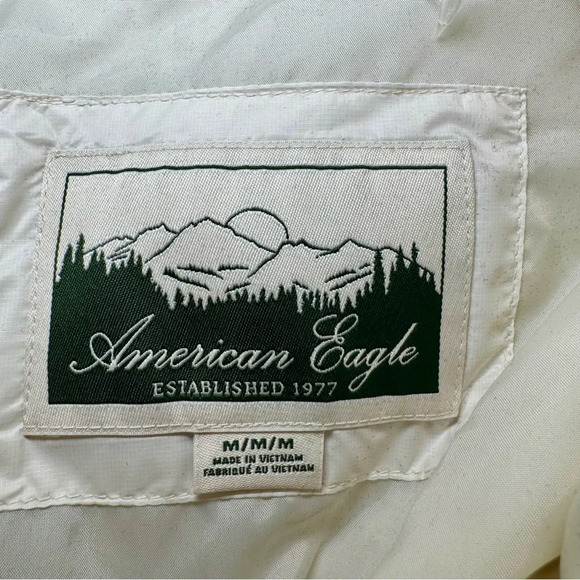 American Eagle
ESTABLISHED 1977
M/M/M
MADE IN VIETNAM
FABRIQUÉ AU VIETNAM